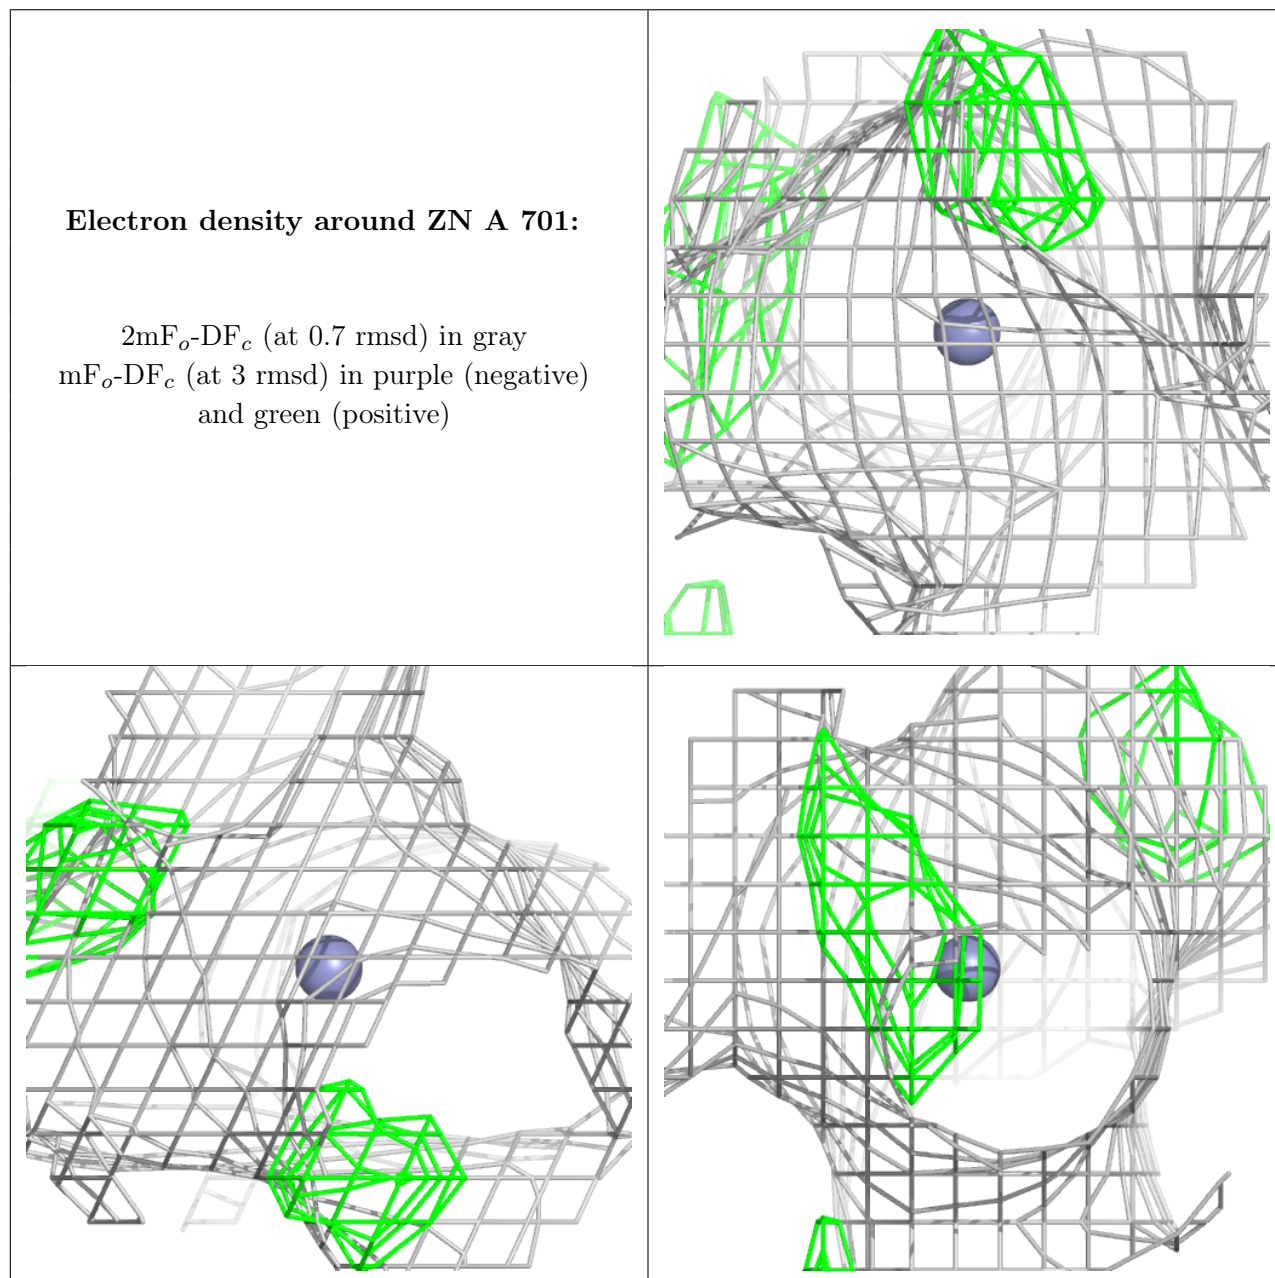 Electron density around ZN A 701:
2mFo-DFc (at 0.7 rmsd) in gray
mFo-DFc (at 3 rmsd) in purple (negative)
and green (positive)